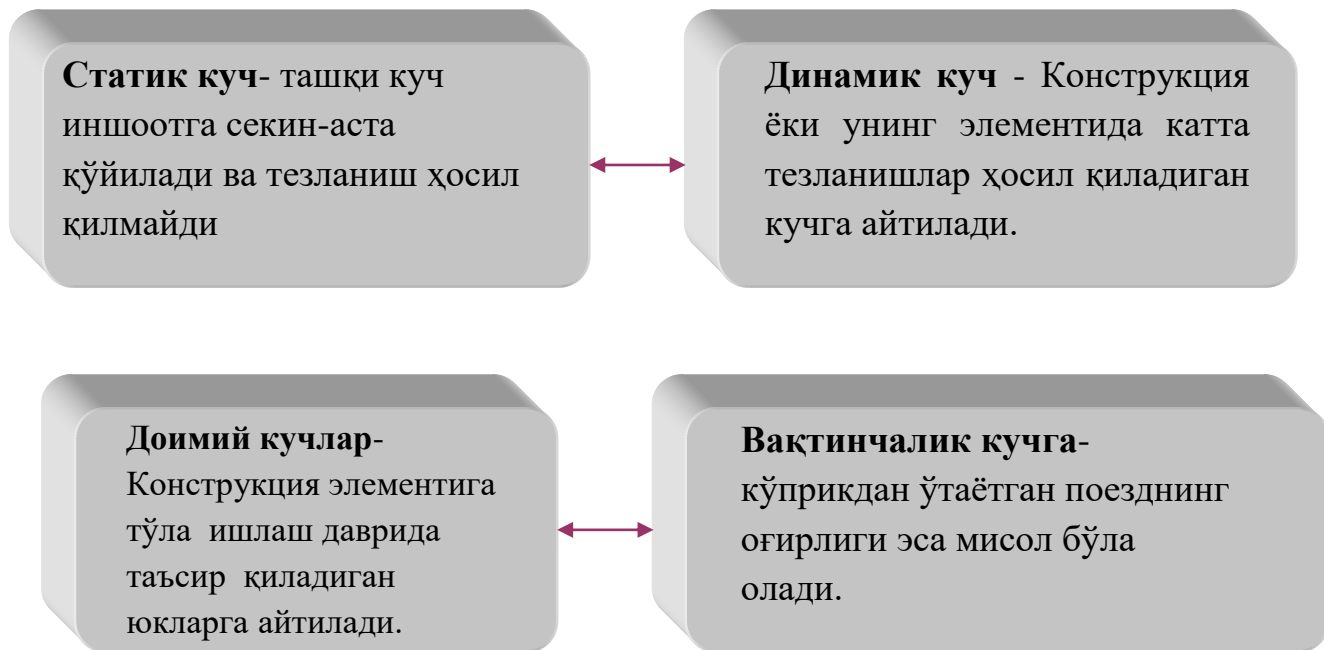 Статик куч- ташқи куч
иншоотга секин-аста
қўйилади ва тезланиш ҳосил
қилмайди
Динамик куч - Конструкция
ёки унинг элементида катта
тезланишлар ҳосил қиладиган
кучга айтилади.
Доимий кучлар-
Конструкция элементига
тўла ишлаш даврида
таъсир қиладиган
юкларга айтилади.
Вақтинчалик кучга-
кўприкдан ўтаётган поезднинг
оғирлиги эса мисол бўла
олади.